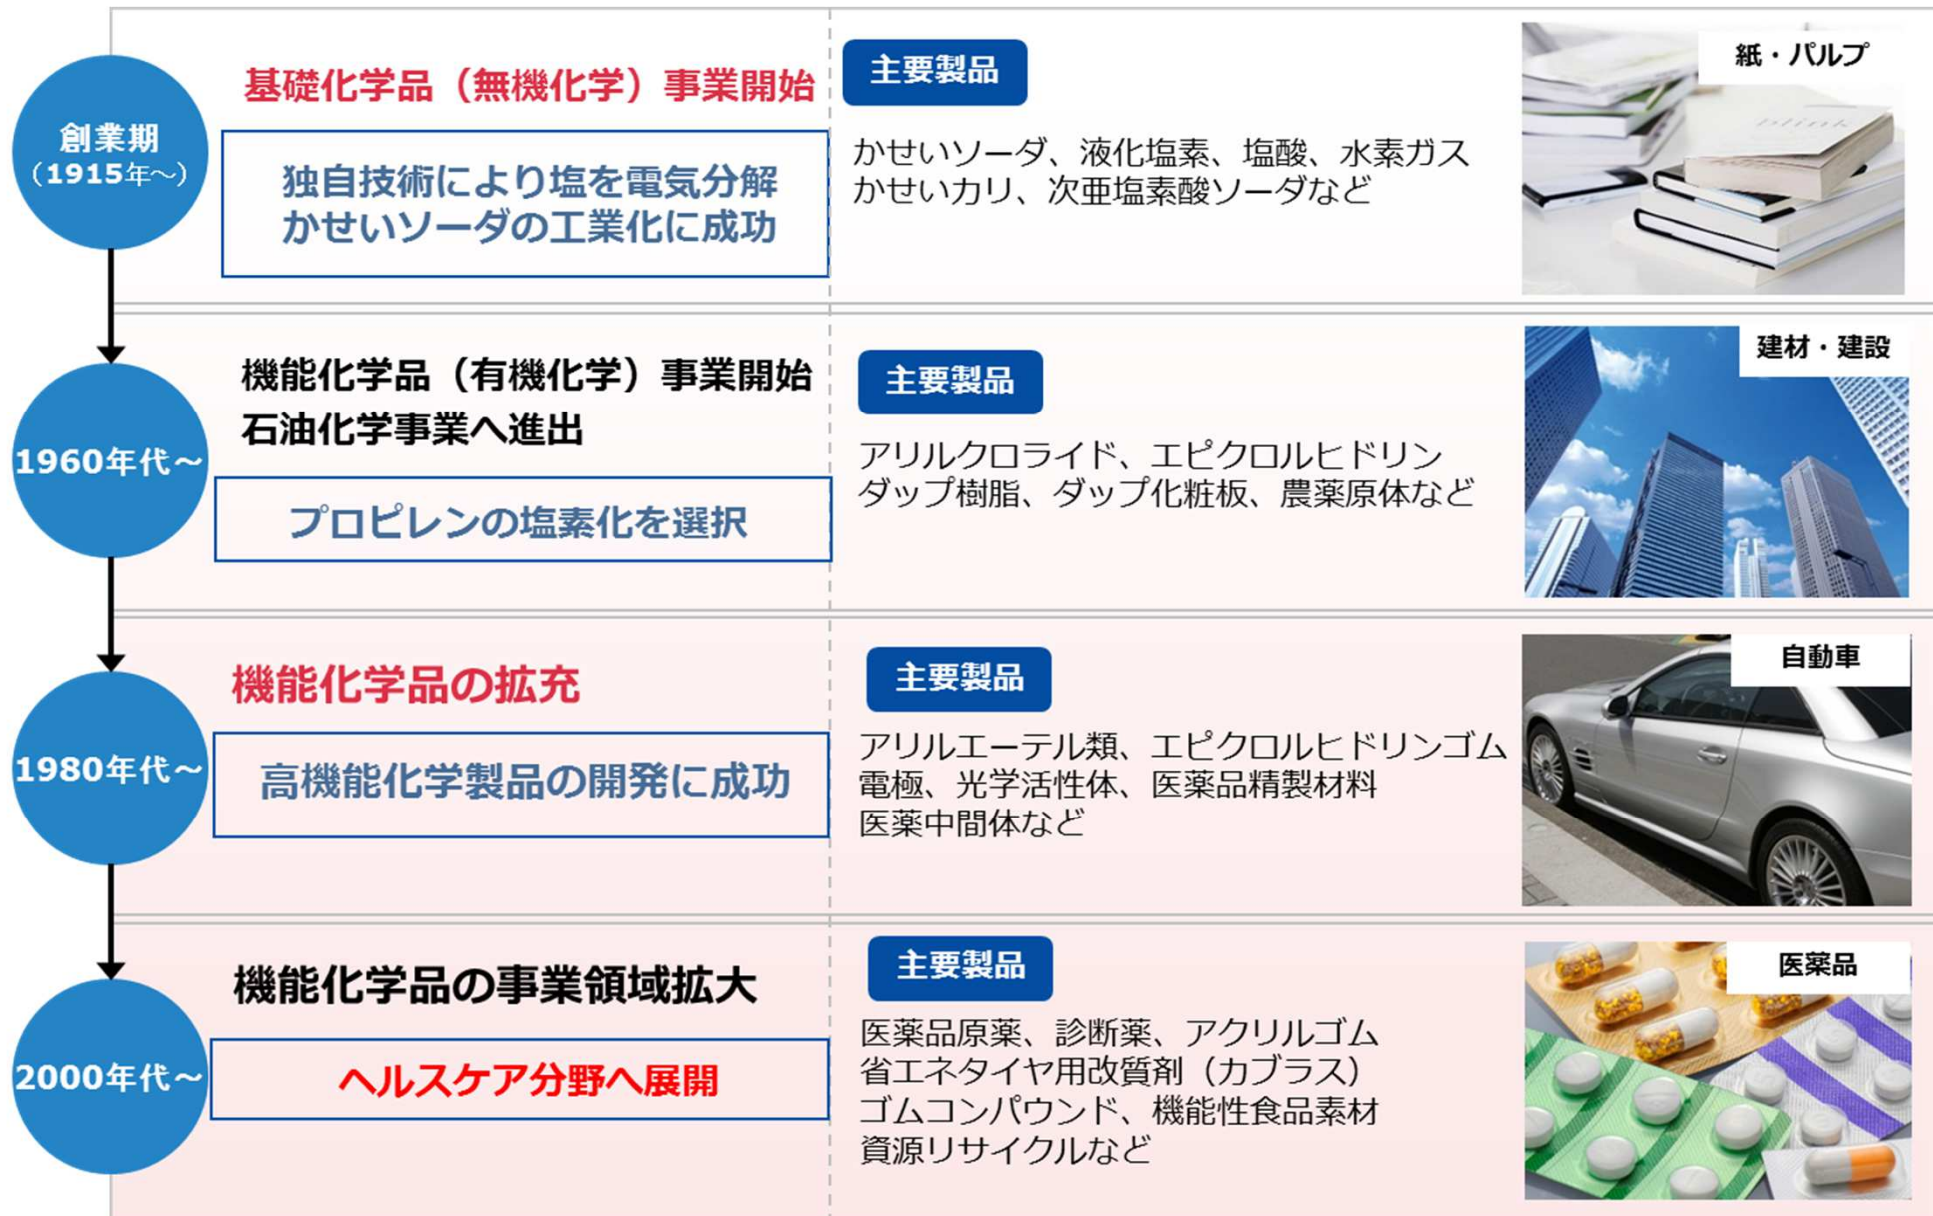 創業期
（1915年～）
基礎化学品（無機化学）事業開始
独自技術により塩を電気分解
かせいソーダの工業化に成功
主要製品
かせいソーダ、液化塩素、塩酸、水素ガス
かせいカリ、次亜塩素酸ソーダなど
紙・パルプ
plink
1960年代～
機能化学品（有機化学）事業開始
石油化学事業へ進出
プロピレンの塩素化を選択
主要製品
アリルクロライド、エピクロルヒドリン
ダップ樹脂、ダップ化粧板、農薬原体など
建材・建設
1980年代～
機能化学品の拡充
高機能化学製品の開発に成功
主要製品
アリルエーテル類、エピクロルヒドリンゴム
電極、光学活性体、医薬品精製材料
医薬中間体など
自動車
2000年代～
機能化学品の事業領域拡大
ヘルスケア分野へ展開
主要製品
医薬品原薬、診断薬、アクリルゴム
省エネタイヤ用改質剤（カブラス）
ゴムコンパウンド、機能性食品素材
資源リサイクルなど
医薬品